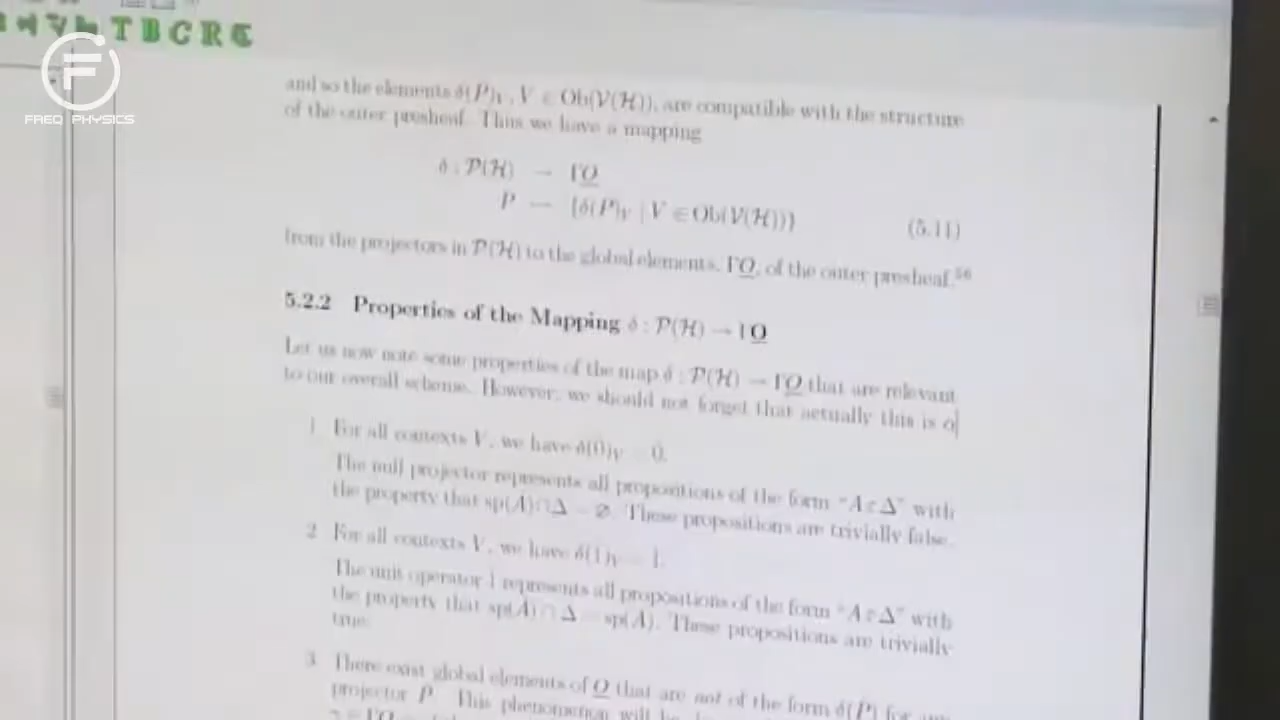 T B C R C
F
FREQ PHYSICS
and so the elements δ(P)_V, V ∈ Ob(V(H)), are compatible with the structure
of the outer presheaf. Thus we have a mapping
δ : P(H) → ΓO
P ↦ {δ(P)_V | V ∈ Ob(V(H))} (5.11)
from the projectors in P(H) to the global elements, ΓO, of the outer presheaf.56
5.2.2 Properties of the Mapping δ : P(H) → ΓO
Let us now note some properties of the map δ : P(H) → ΓO that are relevant
to our overall scheme. However, we should not forget that actually this is o
1 For all contexts V, we have δ(0)_V = 0.
The null projector represents all propositions of the form "A ε Δ" with
the property that sp(A) ∩ Δ = ∅. These propositions are trivially false.
2 For all contexts V, we have δ(1)_V = 1.
The unit operator 1 represents all propositions of the form "A ε Δ" with
the property that sp(A) ∩ Δ = sp(A). These propositions are trivially
true.
3 There exist global elements of O that are not of the form δ(P) for any
projector P. This phenomenon will be